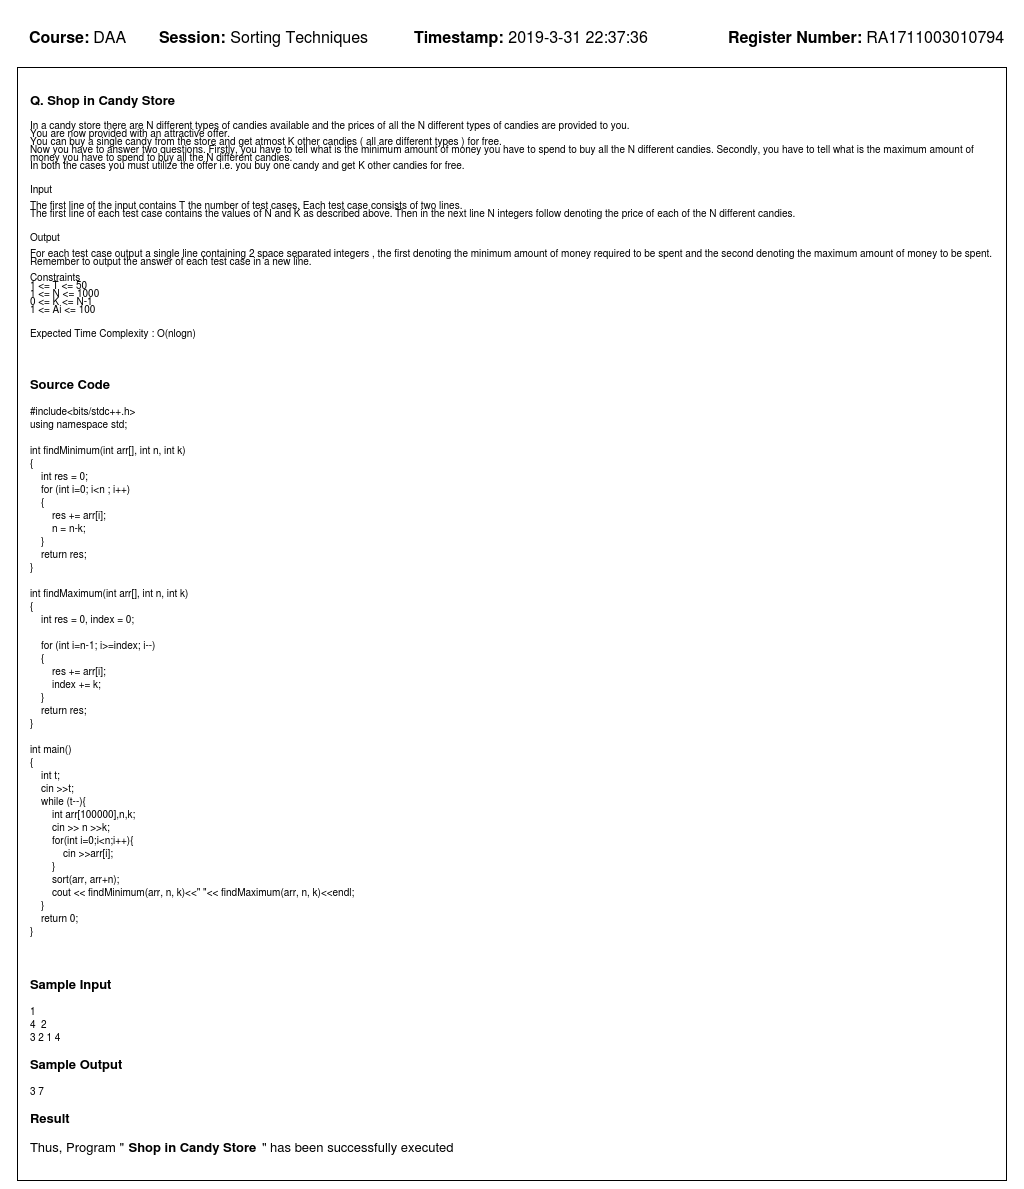 Course: DAA Session: Sorting Techniques Timestamp: 2019-3-31 22:37:36 Register Number: RA1711003010794
Q. Shop in Candy Store
In a candy store there are N different types of candies available and the prices of all the N different types of candies are provided to you.
You are now provided with an attractive offer.
You can buy a single candy from the store and get atmost K other candies ( all are different types ) for free.
Now you have to answer two questions. Firstly, you have to tell what is the minimum amount of money you have to spend to buy all the N different candies. Secondly, you have to tell what is the maximum amount of
money you have to spend to buy all the N different candies.
In both the cases you must utilize the offer i.e. you buy one candy and get K other candies for free.
Input
The first line of the input contains T the number of test cases. Each test case consists of two lines.
The first line of each test case contains the values of N and K as described above. Then in the next line N integers follow denoting the price of each of the N different candies.
Output
For each test case output a single line containing 2 space separated integers , the first denoting the minimum amount of money required to be spent and the second denoting the maximum amount of money to be spent.
Remember to output the answer of each test case in a new line.
Constraints
1 <= T <= 50
1 <= N <= 1000
0 <= K <= N-1
1 <= Ai <= 100
Expected Time Complexity : O(nlogn)
Source Code
#include<bits/stdc++.h>
using namespace std;
int findMinimum(int arr[], int n, int k)
{
int res = 0;
for (int i=0; i<n ; i++)
{
res += arr[i];
n = n-k;
}
return res;
}
int findMaximum(int arr[], int n, int k)
{
int res = 0, index = 0;
for (int i=n-1; i>=index; i--)
{
res += arr[i];
index += k;
}
return res;
}
int main()
{
int t;
cin >>t;
while (t--){
int arr[100000],n,k;
cin >> n >>k;
for(int i=0;i<n;i++){
cin >>arr[i];
}
sort(arr, arr+n);
cout << findMinimum(arr, n, k)<<" "<< findMaximum(arr, n, k)<<endl;
}
return 0;
}
Sample Input
1
4 2
3 2 1 4
Sample Output
3 7
Result
Thus, Program " Shop in Candy Store " has been successfully executed